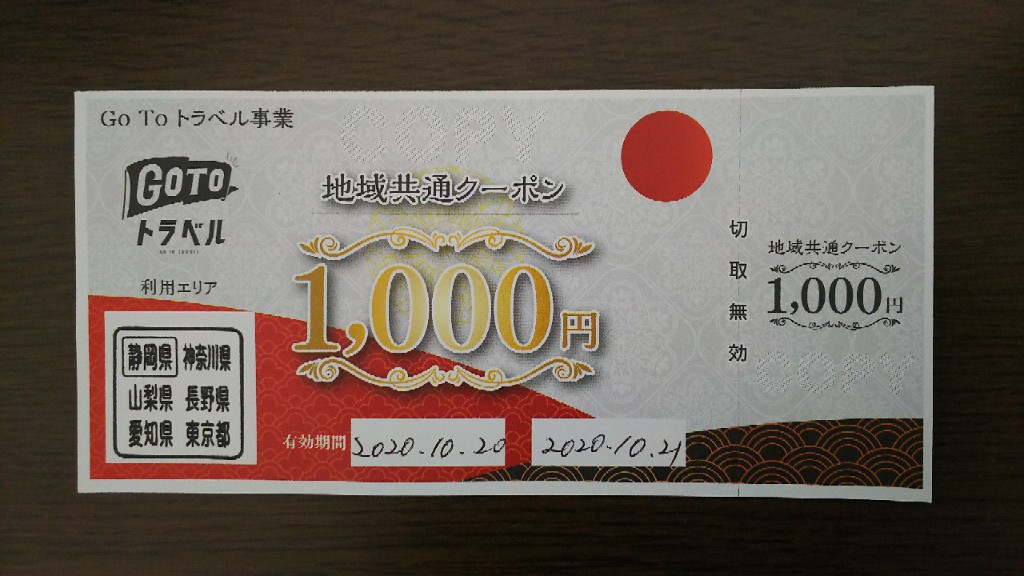 Go To トラベル事業
COPY
GOTO
トラベル
地域共通クーポン
1,000円
利用エリア
静岡県 神奈川県
山梨県 長野県
愛知県 東京都
有効期間 2020.10.20 2020.10.21
切取無効
地域共通クーポン
1,000円
COPY